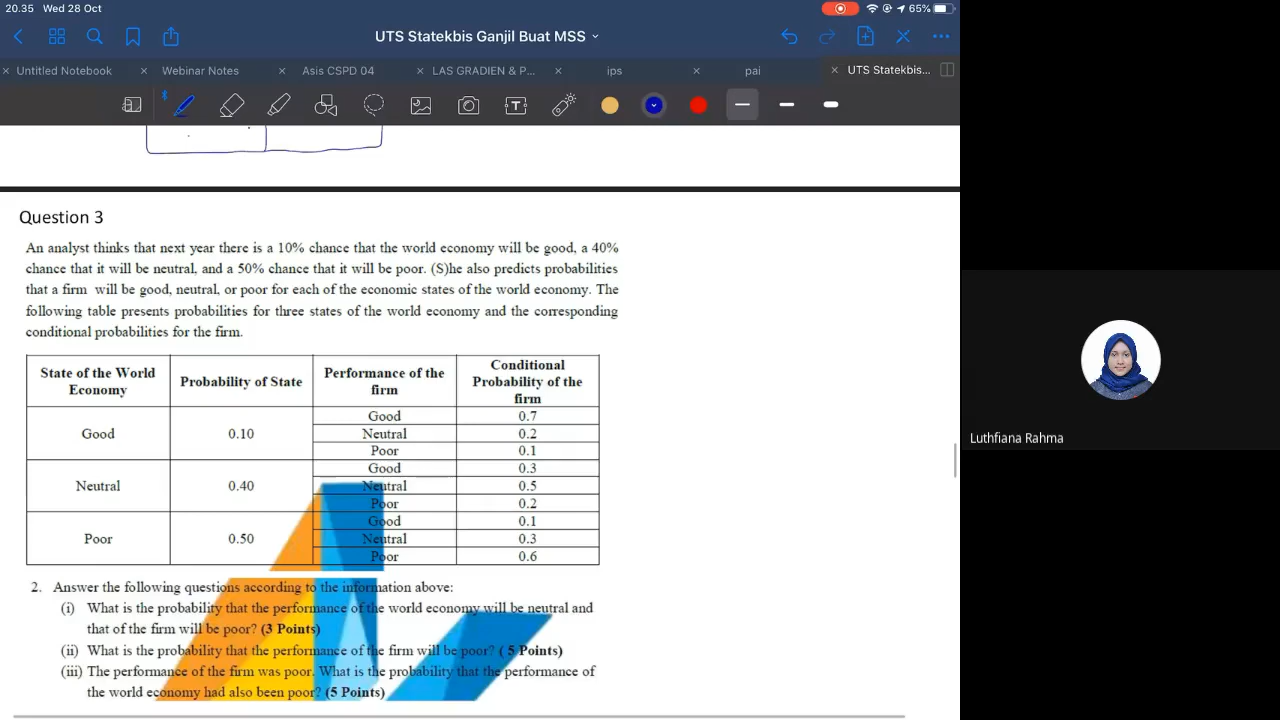 20.35 Wed 28 Oct
65%
UTS Statekbis Ganjil Buat MSS
Untitled Notebook
Webinar Notes
Asis CSPD 04
LAS GRADIEN & P...
ips
pai
UTS Statekbis...
Question 3
An analyst thinks that next year there is a 10% chance that the world economy will be good, a 40%
chance that it will be neutral, and a 50% chance that it will be poor. (S)he also predicts probabilities
that a firm will be good, neutral, or poor for each of the economic states of the world economy. The
following table presents probabilities for three states of the world economy and the corresponding
conditional probabilities for the firm.
State of the World Economy
Probability of State
Performance of the firm
Conditional Probability of the firm
Good 0.10 Good 0.7
Neutral 0.2
Poor 0.1
Neutral 0.40 Good 0.3
Neutral 0.5
Poor 0.2
Poor 0.50 Good 0.1
Neutral 0.3
Poor 0.6
2. Answer the following questions according to the information above:
(i) What is the probability that the performance of the world economy will be neutral and
that of the firm will be poor? (3 Points)
(ii) What is the probability that the performance of the firm will be poor? ( 5 Points)
(iii) The performance of the firm was poor. What is the probability that the performance of
the world economy had also been poor? (5 Points)
Luthfiana Rahma